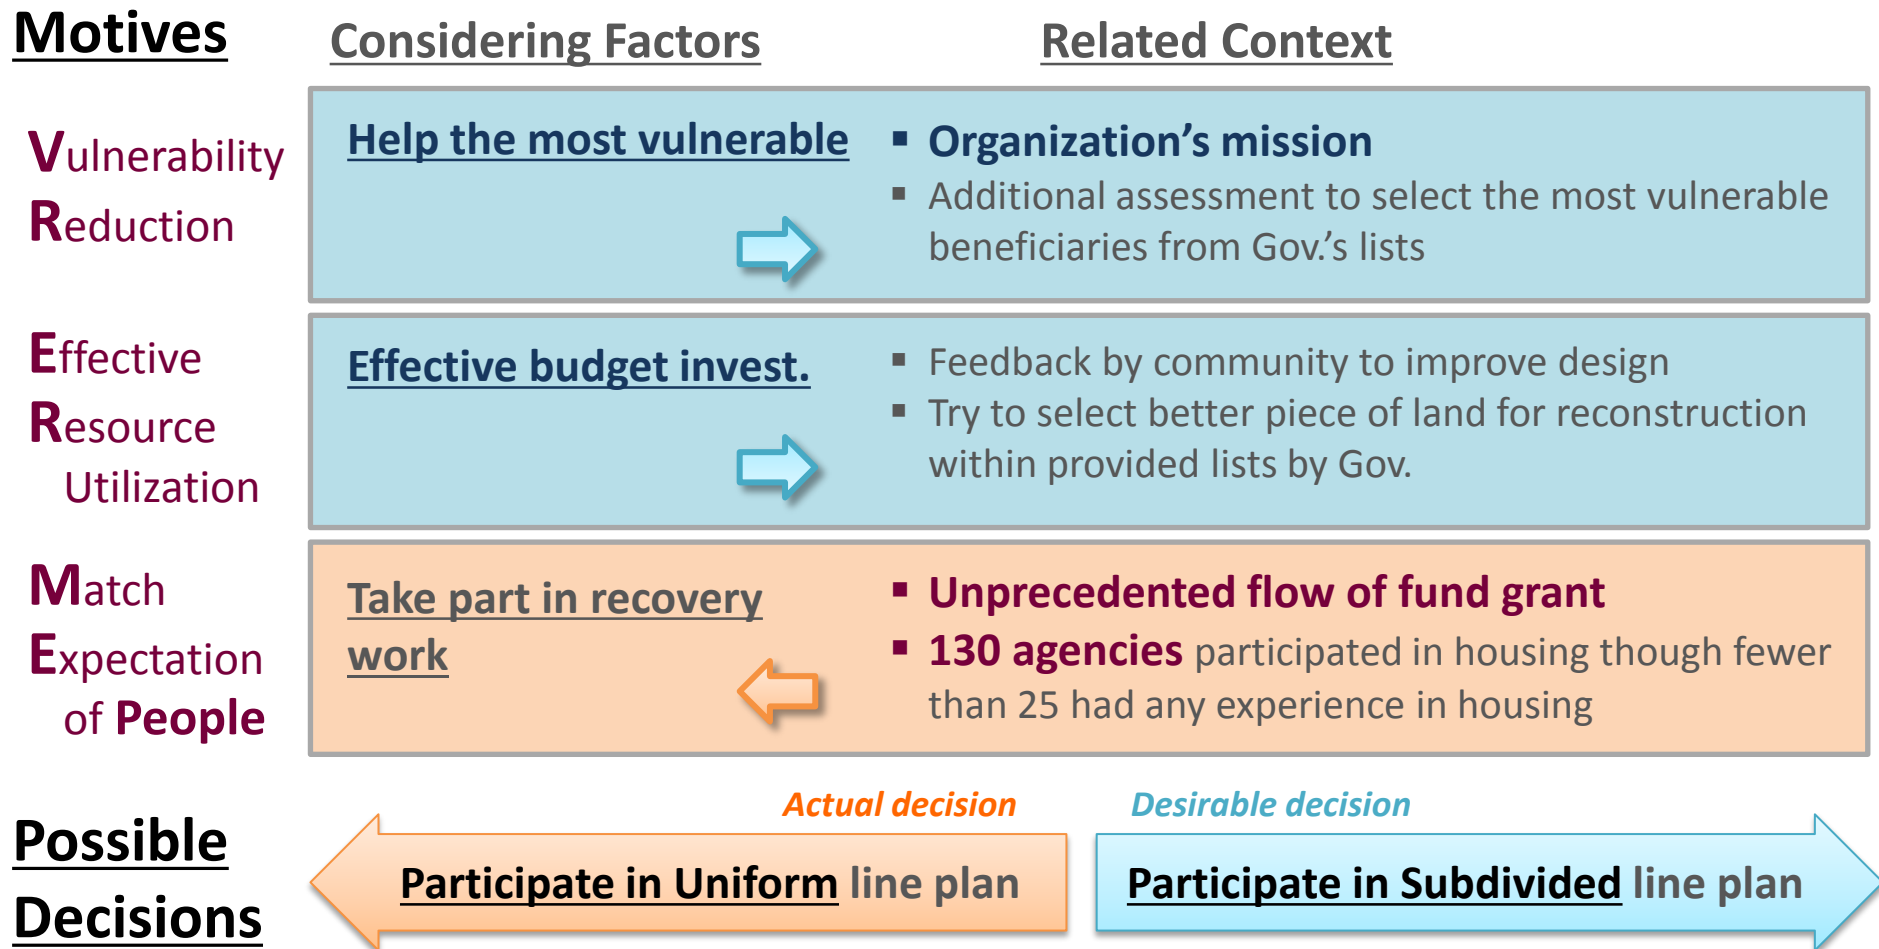 Motives
Considering Factors
Related Context
Vulnerability
Reduction
Help the most vulnerable
▪ Organization's mission
▪ Additional assessment to select the most vulnerable
beneficiaries from Gov.'s lists
Effective
Resource
Utilization
Effective budget invest.
▪ Feedback by community to improve design
▪ Try to select better piece of land for reconstruction
within provided lists by Gov.
Match
Expectation
of People
Take part in recovery
work
▪ Unprecedented flow of fund grant
▪ 130 agencies participated in housing though fewer
than 25 had any experience in housing
Possible
Decisions
Actual decision
Participate in Uniform line plan
Desirable decision
Participate in Subdivided line plan